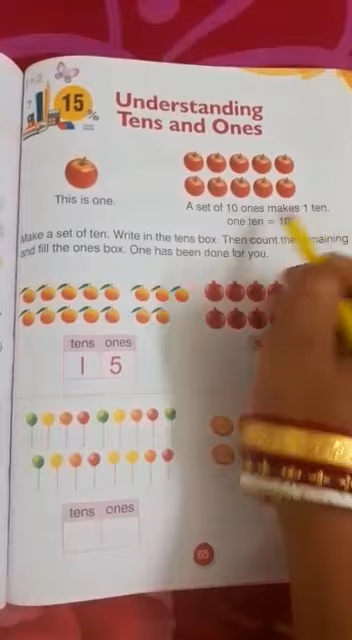 15
Understanding
Tens and Ones
This is one.
A set of 10 ones makes 1 ten.
one ten = 10
Make a set of ten. Write in the tens box. Then count the
and fill the ones box. One has been done for you.
tens ones
1 5
tens ones
65